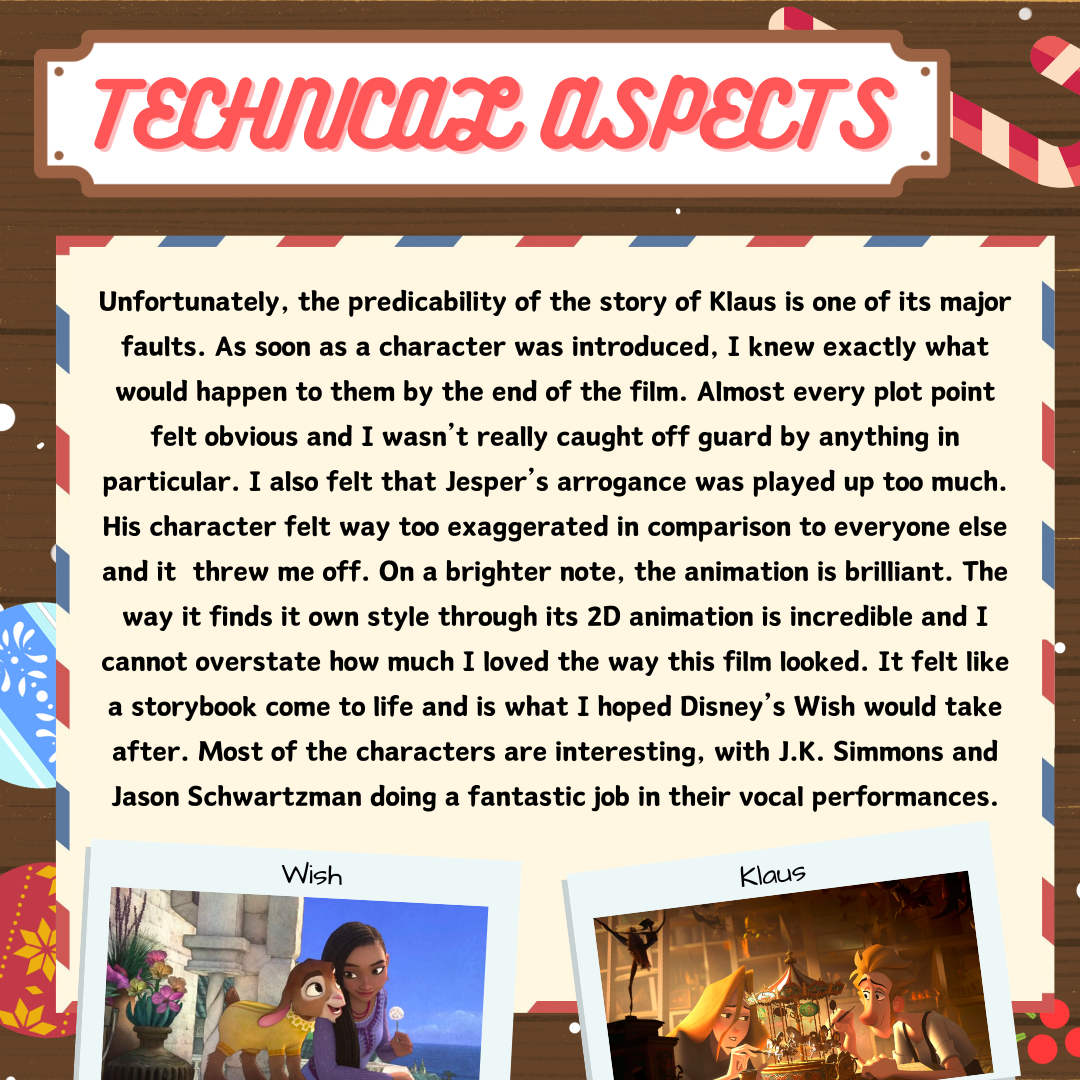 TECHNICAL ASPECTS
Unfortunately, the predicability of the story of Klaus is one of its major
faults. As soon as a character was introduced, I knew exactly what
would happen to them by the end of the film. Almost every plot point
felt obvious and I wasn't really caught off guard by anything in
particular. I also felt that Jesper's arrogance was played up too much.
His character felt way too exaggerated in comparison to everyone else
and it  threw me off. On a brighter note, the animation is brilliant. The
way it finds it own style through its 2D animation is incredible and I
cannot overstate how much I loved the way this film looked. It felt like
a storybook come to life and is what I hoped Disney's Wish would take
after. Most of the characters are interesting, with J.K. Simmons and
Jason Schwartzman doing a fantastic job in their vocal performances.
Wish
Klaus